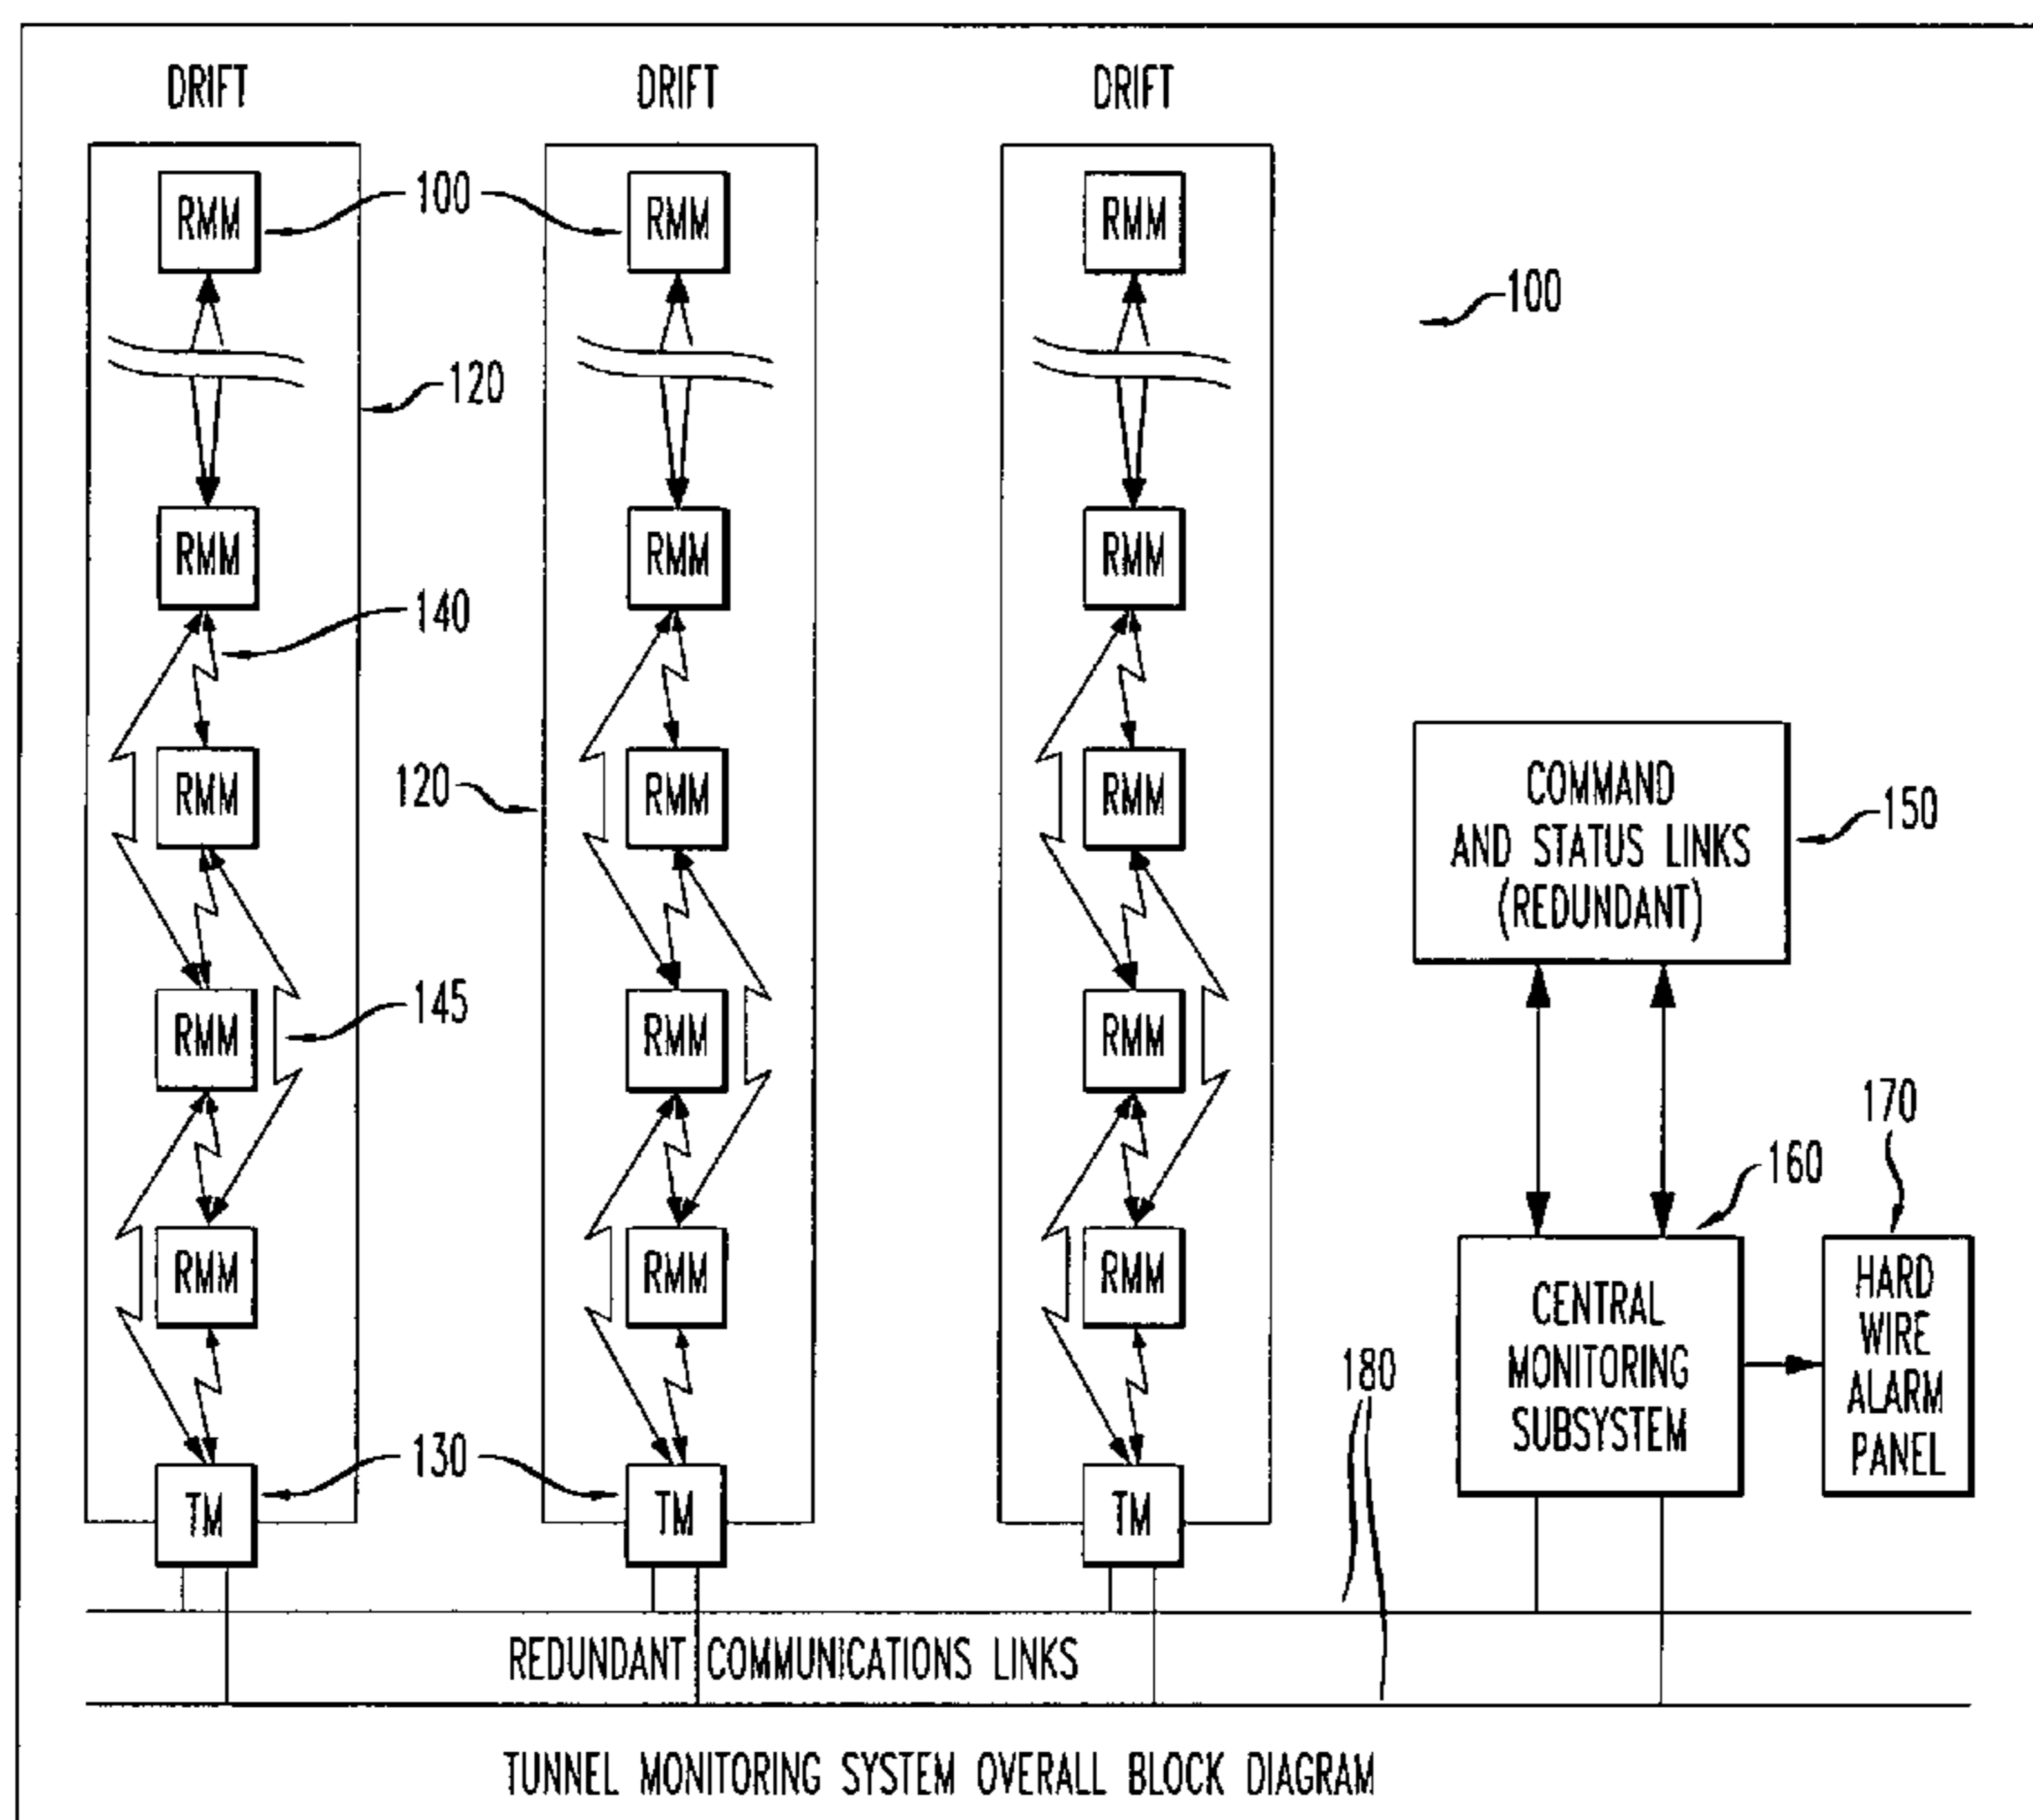 DRIFT DRIFT DRIFT
RMM 100 RMM RMM
100
120
RMM RMM RMM
140
120
RMM RMM RMM
COMMAND
AND STATUS LINKS
(REDUNDANT)
150
145
RMM RMM RMM
170
160
RMM RMM RMM
CENTRAL
MONITORING
SUBSYSTEM
HARD
WIRE
ALARM
PANEL
180
130
TM TM TM
REDUNDANT COMMUNICATIONS LINKS
TUNNEL MONITORING SYSTEM OVERALL BLOCK DIAGRAM